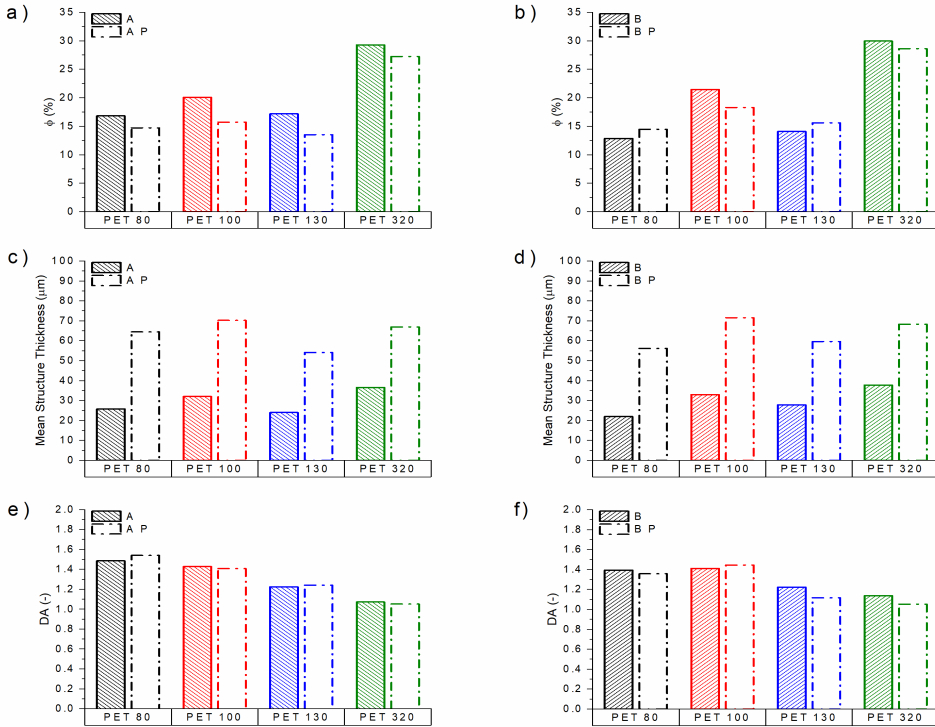 a)
A
A P
ϕ (%)
35
30
25
20
15
10
5
0
PET 80 PET 100 PET 130 PET 320
b)
B
B P
ϕ (%)
35
30
25
20
15
10
5
0
PET 80 PET 100 PET 130 PET 320
c)
A
A P
Mean Structure Thickness (μm)
100
90
80
70
60
50
40
30
20
10
0
PET 80 PET 100 PET 130 PET 320
d)
B
B P
Mean Structure Thickness (μm)
100
90
80
70
60
50
40
30
20
10
0
PET 80 PET 100 PET 130 PET 320
e)
A
A P
DA (-)
2.0
1.8
1.6
1.4
1.2
1.0
0.8
0.6
0.4
0.2
0.0
PET 80 PET 100 PET 130 PET 320
f)
B
B P
DA (-)
2.0
1.8
1.6
1.4
1.2
1.0
0.8
0.6
0.4
0.2
0.0
PET 80 PET 100 PET 130 PET 320